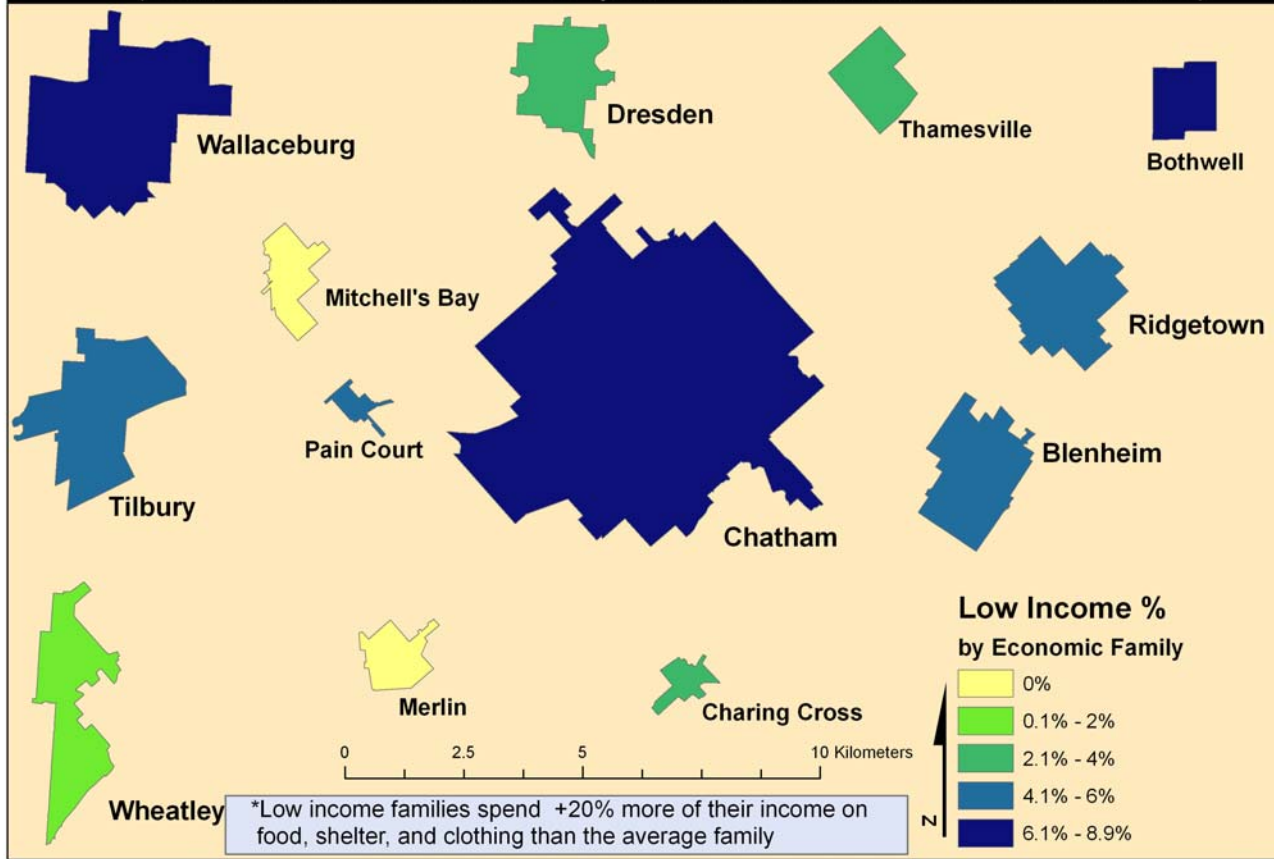 Wallaceburg
Dresden
Thamesville
Bothwell
Mitchell's Bay
Ridgetown
Pain Court
Blenheim
Tilbury
Chatham
Merlin
Charing Cross
Wheatley
0 2.5 5 10 Kilometers
*Low income families spend +20% more of their income on
food, shelter, and clothing than the average family
Low Income %
by Economic Family
0%
0.1% - 2%
2.1% - 4%
4.1% - 6%
6.1% - 8.9%
N